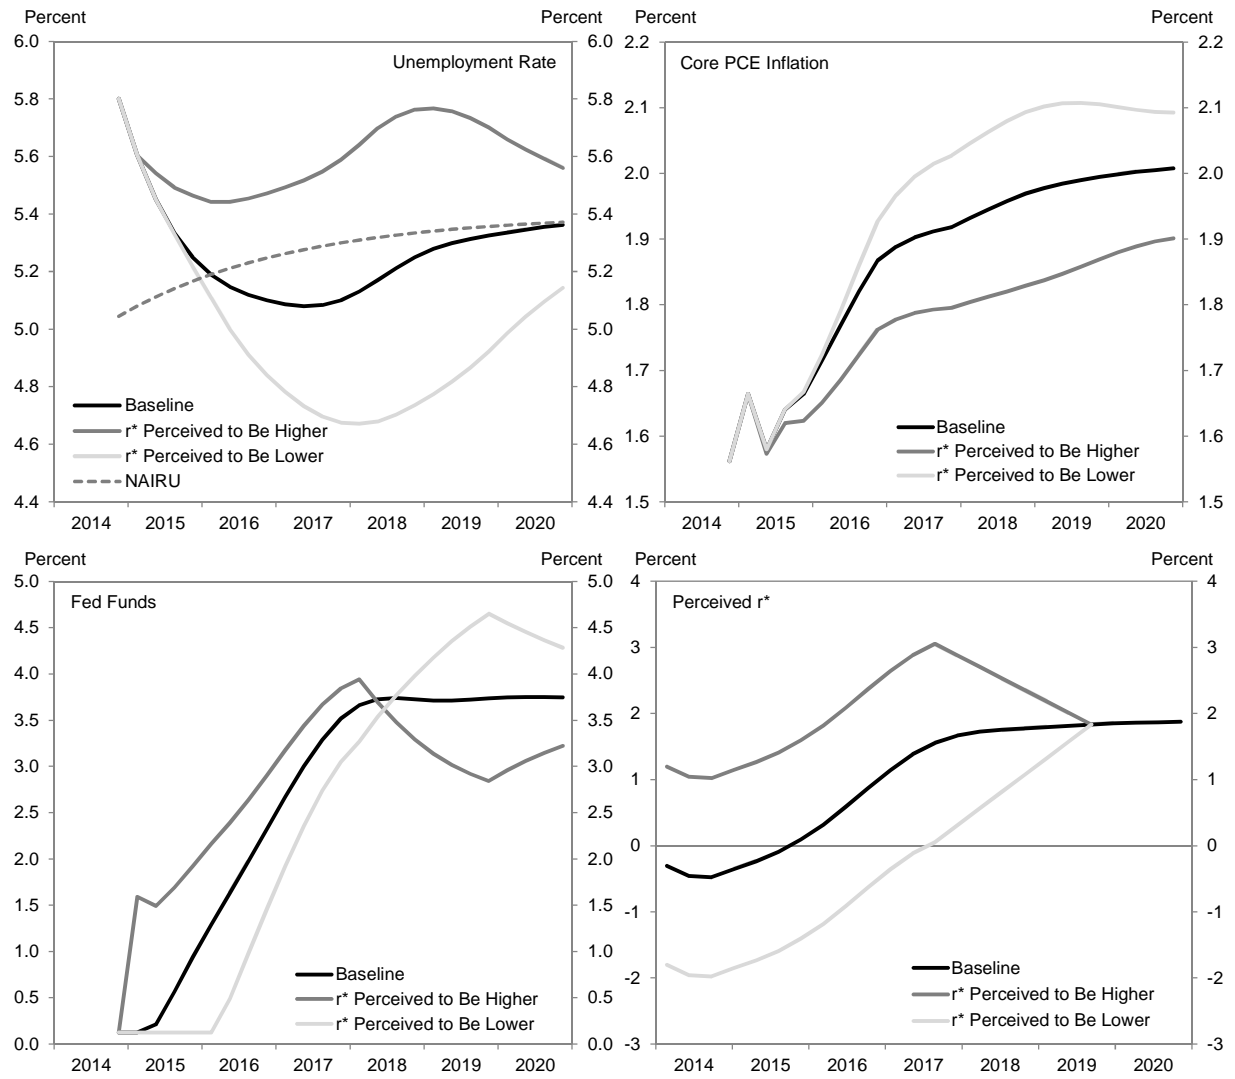 Percent Percent
Unemployment Rate
6.0 6.0
5.8 5.8
5.6 5.6
5.4 5.4
5.2 5.2
5.0 5.0
4.8 4.8
4.6 4.6
4.4 4.4
Baseline
r* Perceived to Be Higher
r* Perceived to Be Lower
NAIRU
2014 2015 2016 2017 2018 2019 2020
Percent Percent
Core PCE Inflation
2.2 2.2
2.1 2.1
2.0 2.0
1.9 1.9
1.8 1.8
1.7 1.7
1.6 1.6
1.5 1.5
Baseline
r* Perceived to Be Higher
r* Perceived to Be Lower
2014 2015 2016 2017 2018 2019 2020
Percent Percent
Fed Funds
5.0 5.0
4.5 4.5
4.0 4.0
3.5 3.5
3.0 3.0
2.5 2.5
2.0 2.0
1.5 1.5
1.0 1.0
0.5 0.5
0.0 0.0
Baseline
r* Perceived to Be Higher
r* Perceived to Be Lower
2014 2015 2016 2017 2018 2019 2020
Percent Percent
Perceived r*
4 4
3 3
2 2
1 1
0 0
-1 -1
-2 -2
-3 -3
Baseline
r* Perceived to Be Higher
r* Perceived to Be Lower
2014 2015 2016 2017 2018 2019 2020